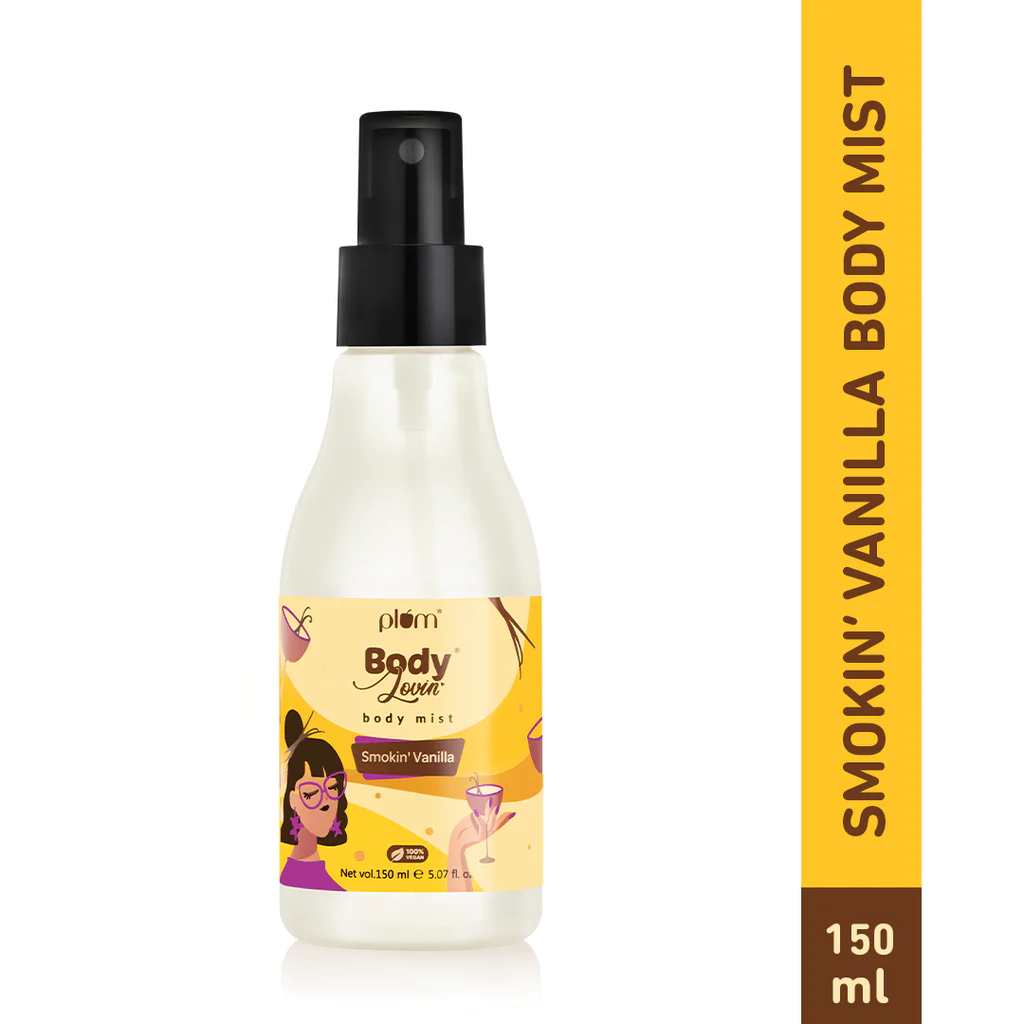 plum®
Body®
Lovin'
body mist
Smokin' Vanilla
100%
VEGAN
Net vol.150 ml ℮ 5.07 fl. oz
SMOKIN' VANILLA BODY MIST
150
ml